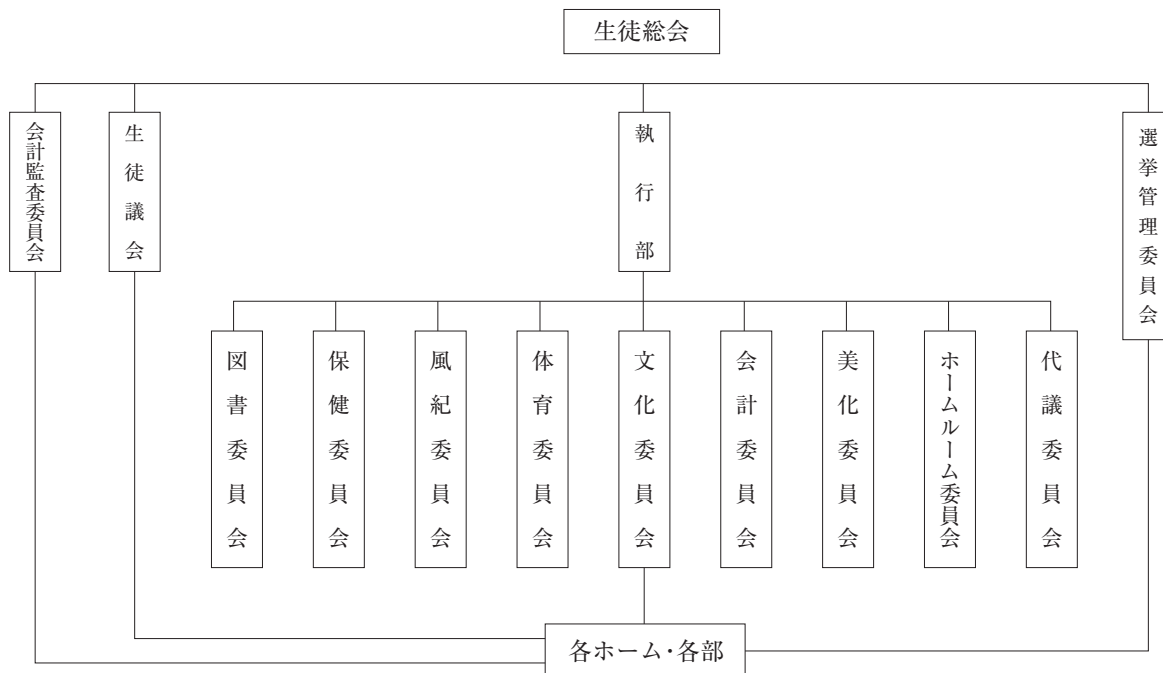 生徒総会
会計監査委員会
生徒議会
執行部
選挙管理委員会
図書委員会
保健委員会
風紀委員会
体育委員会
文化委員会
会計委員会
美化委員会
ホームルーム委員会
代議委員会
各ホーム・各部